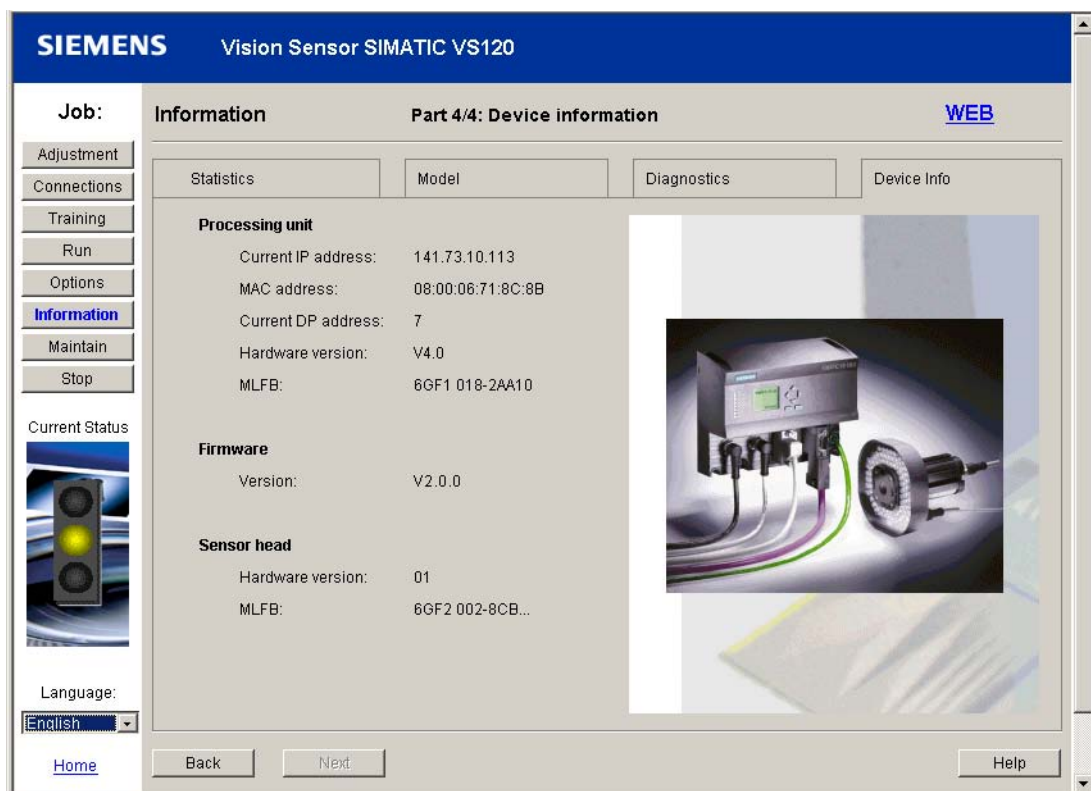 SIEMENS Vision Sensor SIMATIC VS120
Job:
Information Part 4/4: Device information WEB
Adjustment
Connections
Training
Run
Options
Information
Maintain
Stop
Current Status
Language:
English
Home
Statistics Model Diagnostics Device Info
Processing unit
Current IP address: 141.73.10.113
MAC address: 08:00:06:71:8C:8B
Current DP address: 7
Hardware version: V4.0
MLFB: 6GF1 018-2AA10
Firmware
Version: V2.0.0
Sensor head
Hardware version: 01
MLFB: 6GF2 002-8CB...
Back Next Help